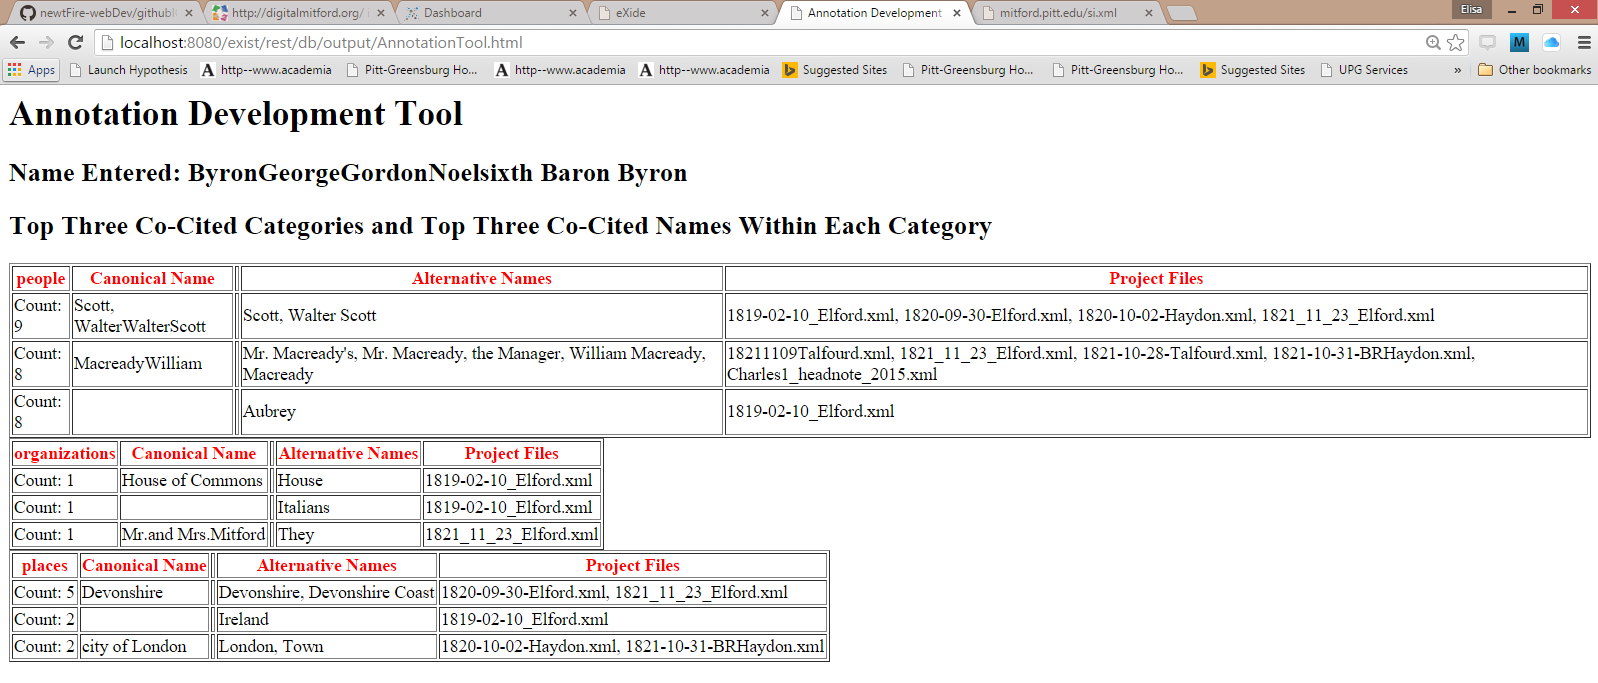 newtFire-webDev/githubI
http://digitalmitford.org/
Dashboard
eXide
Annotation Development
mitford.pitt.edu/si.xml
Elisa
localhost:8080/exist/rest/db/output/AnnotationTool.html
M
Apps
Launch Hypothesis
A http--www.academia
Pitt-Greensburg Ho...
A http--www.academia
A http--www.academia
Suggested Sites
Pitt-Greensburg Ho...
Pitt-Greensburg Ho...
Suggested Sites
UPG Services
»
Other bookmarks
Annotation Development Tool
Name Entered: ByronGeorgeGordonNoelsixth Baron Byron
Top Three Co-Cited Categories and Top Three Co-Cited Names Within Each Category
people Canonical Name Alternative Names Project Files
Count: 9 Scott, WalterWalterScott Scott, Walter Scott 1819-02-10_Elford.xml, 1820-09-30-Elford.xml, 1820-10-02-Haydon.xml, 1821_11_23_Elford.xml
Count: 8 MacreadyWilliam Mr. Macready's, Mr. Macready, the Manager, William Macready, Macready 18211109Talfourd.xml, 1821_11_23_Elford.xml, 1821-10-28-Talfourd.xml, 1821-10-31-BRHaydon.xml, Charles1_headnote_2015.xml
Count: 8 Aubrey 1819-02-10_Elford.xml
organizations Canonical Name Alternative Names Project Files
Count: 1 House of Commons House 1819-02-10_Elford.xml
Count: 1 Italians 1819-02-10_Elford.xml
Count: 1 Mr.and Mrs.Mitford They 1821_11_23_Elford.xml
places Canonical Name Alternative Names Project Files
Count: 5 Devonshire Devonshire, Devonshire Coast 1820-09-30-Elford.xml, 1821_11_23_Elford.xml
Count: 2 Ireland 1819-02-10_Elford.xml
Count: 2 city of London London, Town 1820-10-02-Haydon.xml, 1821-10-31-BRHaydon.xml